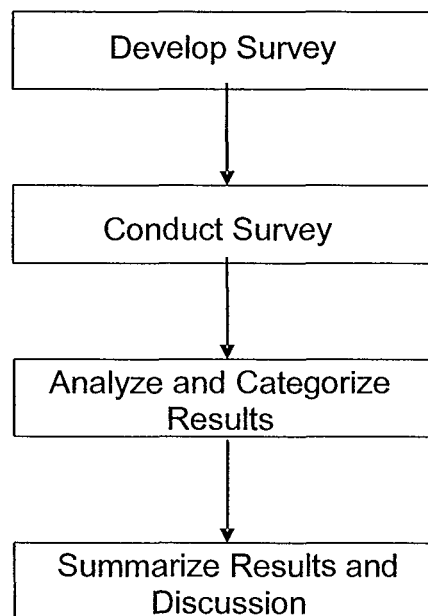 Develop Survey
Conduct Survey
Analyze and Categorize
Results
Summarize Results and
Discussion